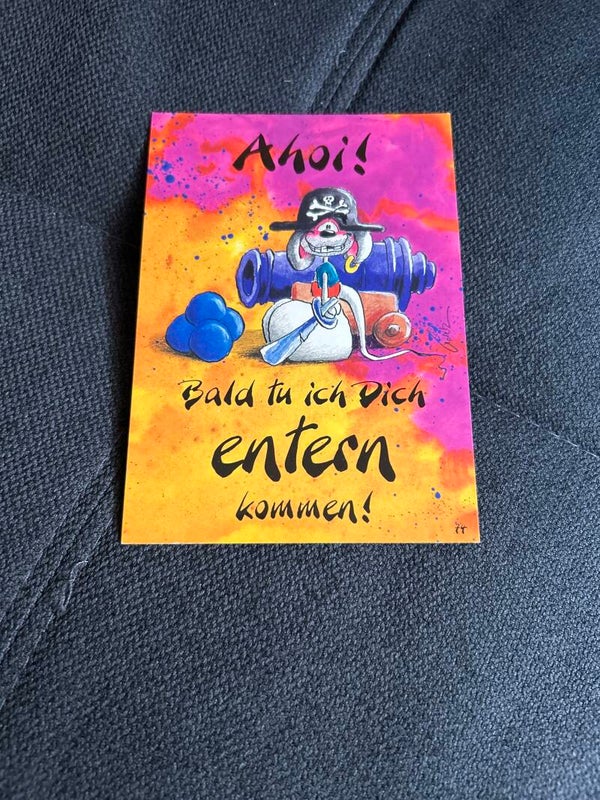 Ahoi!
Bald tu ich Dich
entern
kommen!